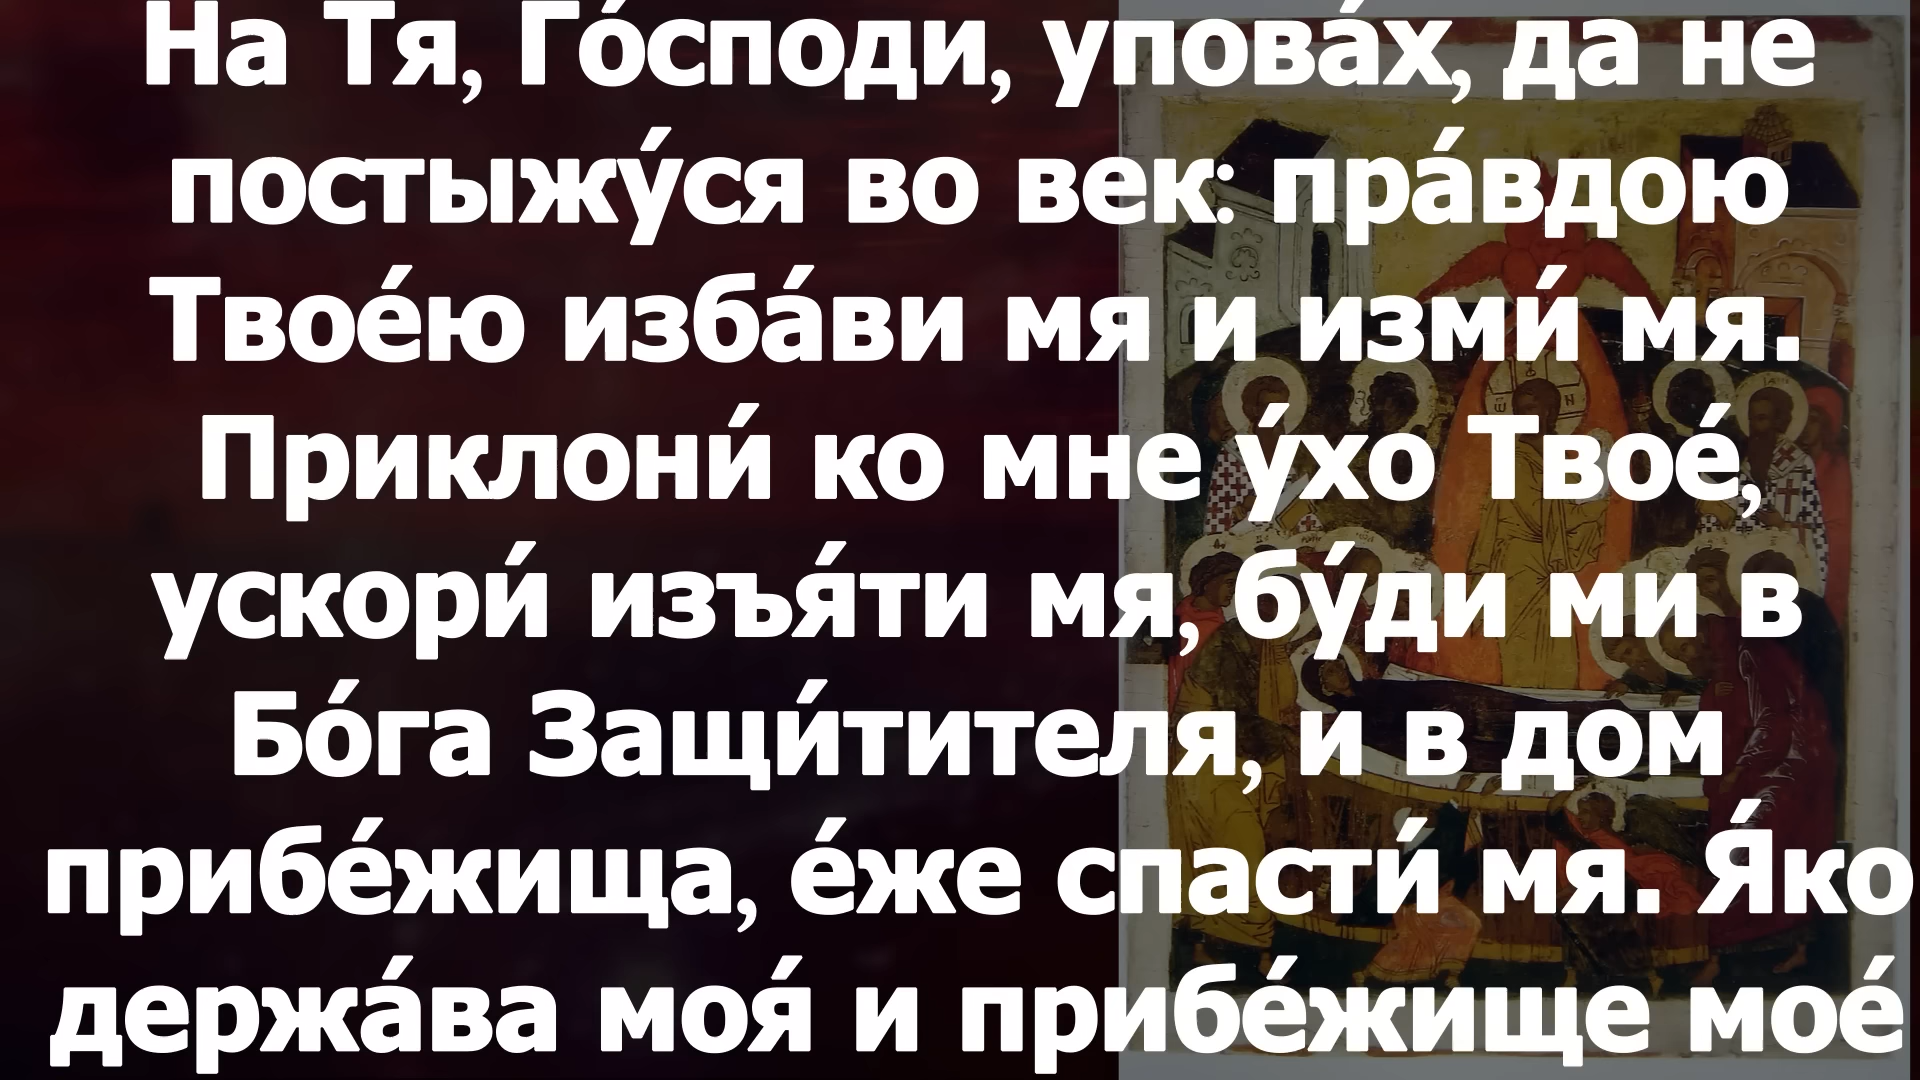 На Тя, Го́споди, упова́х, да не
постыжу́ся во век: пра́вдою
Твое́ю изба́ви мя и изми́ мя.
Приклони́ ко мне у́хо Твое́,
ускори́ изъя́ти мя, бу́ди ми в
Бо́га Защи́тителя, и в дом
прибе́жища, е́же спасти́ мя. Я́ко
держа́ва моя́ и прибе́жище мое́